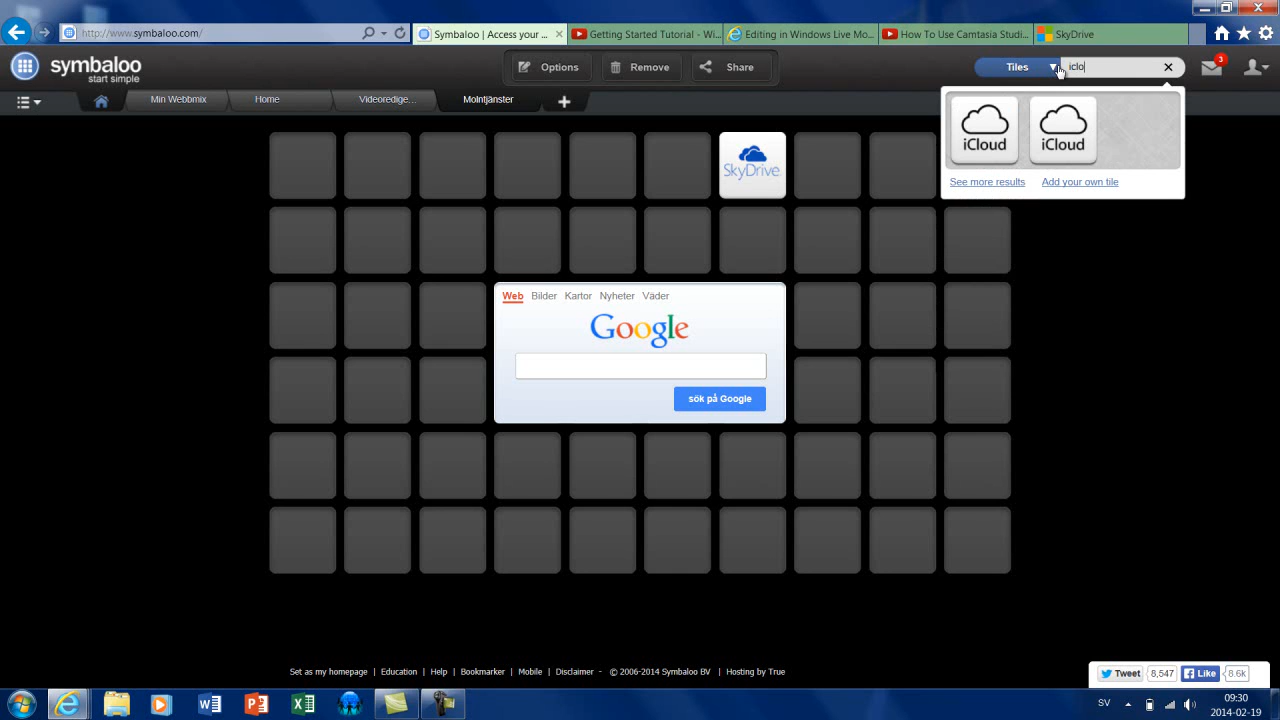 http://www.symbaloo.com/
Symbaloo | Access your ...
Getting Started Tutorial - Wi...
Editing in Windows Live Mo...
How To Use Camtasia Studi...
SkyDrive
symbaloo
start simple
Options
Remove
Share
Tiles
iclo
3
Min Webbmix
Home
Videoredige...
Molntjänster
iCloud
iCloud
See more results
Add your own tile
SkyDrive
Web Bilder Kartor Nyheter Väder
Google
sök på Google
Set as my homepage | Education | Help | Bookmarker | Mobile | Disclaimer - © 2006-2014 Symbaloo BV | Hosting by True
Tweet 8,547 Like 8.6k
SV
09:30
2014-02-19